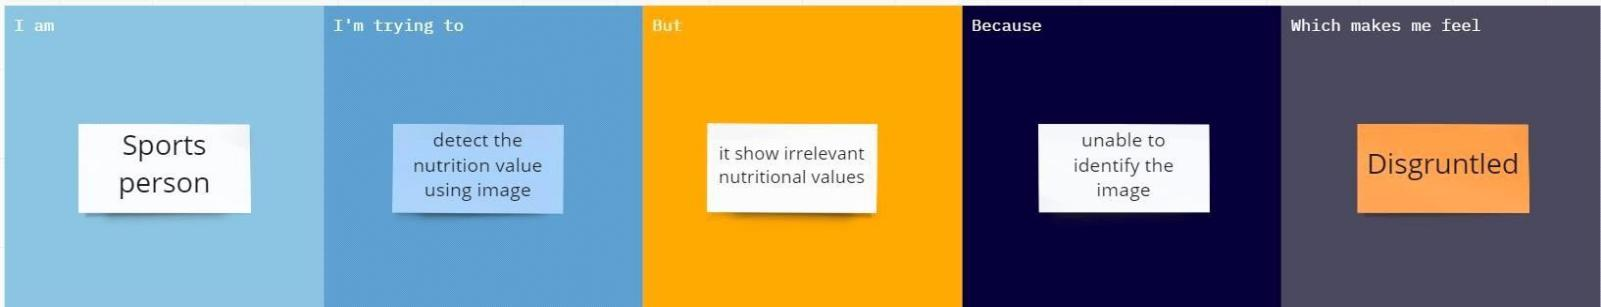 I am
Sports
person
I'm trying to
detect the
nutrition value
using image
But
it show irrelevant
nutritional values
Because
unable to
identify the
image
Which makes me feel
Disgruntled